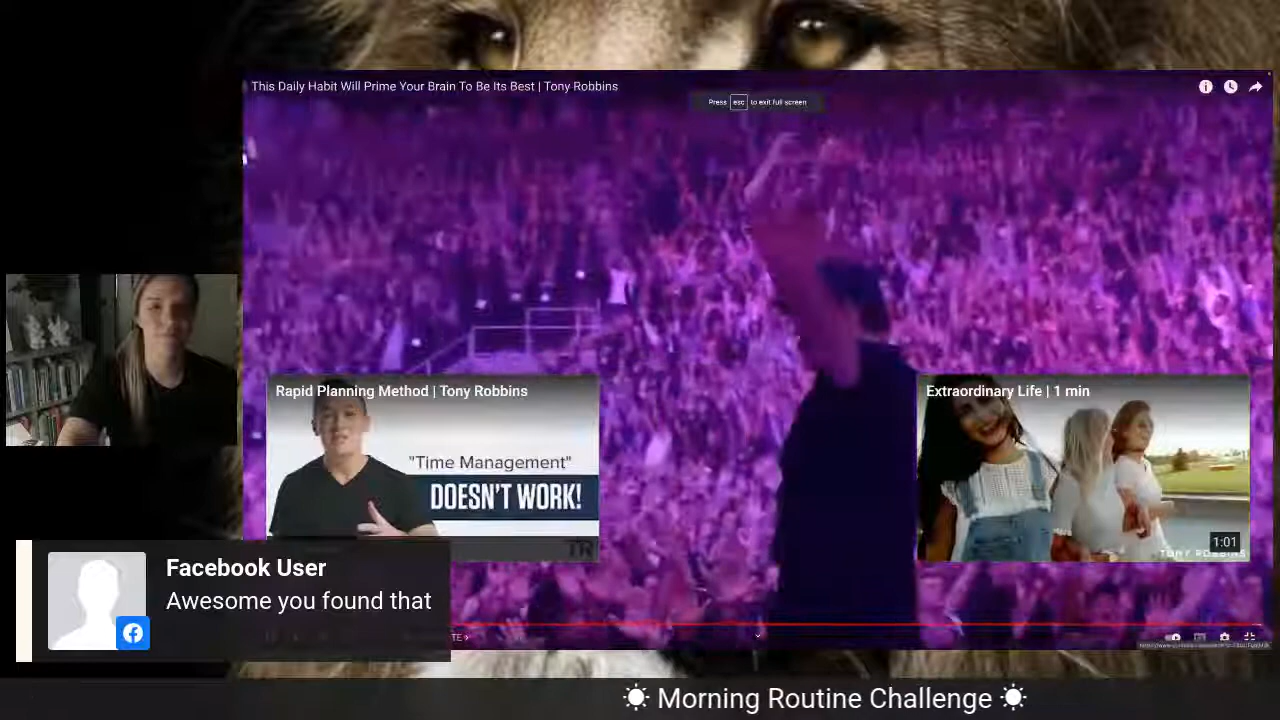 This Daily Habit Will Prime Your Brain To Be Its Best | Tony Robbins
Press esc to exit full screen
Rapid Planning Method | Tony Robbins
"Time Management"
DOESN'T WORK!
TR
Extraordinary Life | 1 min
1:01
TONY ROBBINS
Facebook User
Awesome you found that
☀ Morning Routine Challenge ☀